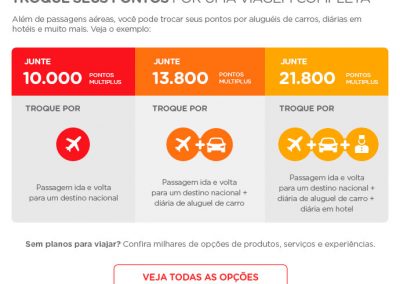 TROQUE SEUS PONTOS POR UMA VIAGEM COMPLETA
Além de passagens aéreas, você pode trocar seus pontos por aluguéis de carros, diárias em
hotéis e muito mais. Veja o exemplo:
JUNTE
10.000 PONTOS MULTIPLUS
TROQUE POR
Passagem ida e volta
para um destino nacional
JUNTE
13.800 PONTOS MULTIPLUS
TROQUE POR
Passagem ida e volta
para um destino nacional +
diária de aluguel de carro
JUNTE
21.800 PONTOS MULTIPLUS
TROQUE POR
Passagem ida e volta
para um destino nacional +
diária de aluguel de carro +
diária em hotel
Sem planos para viajar? Confira milhares de opções de produtos, serviços e experiências.
VEJA TODAS AS OPÇÕES